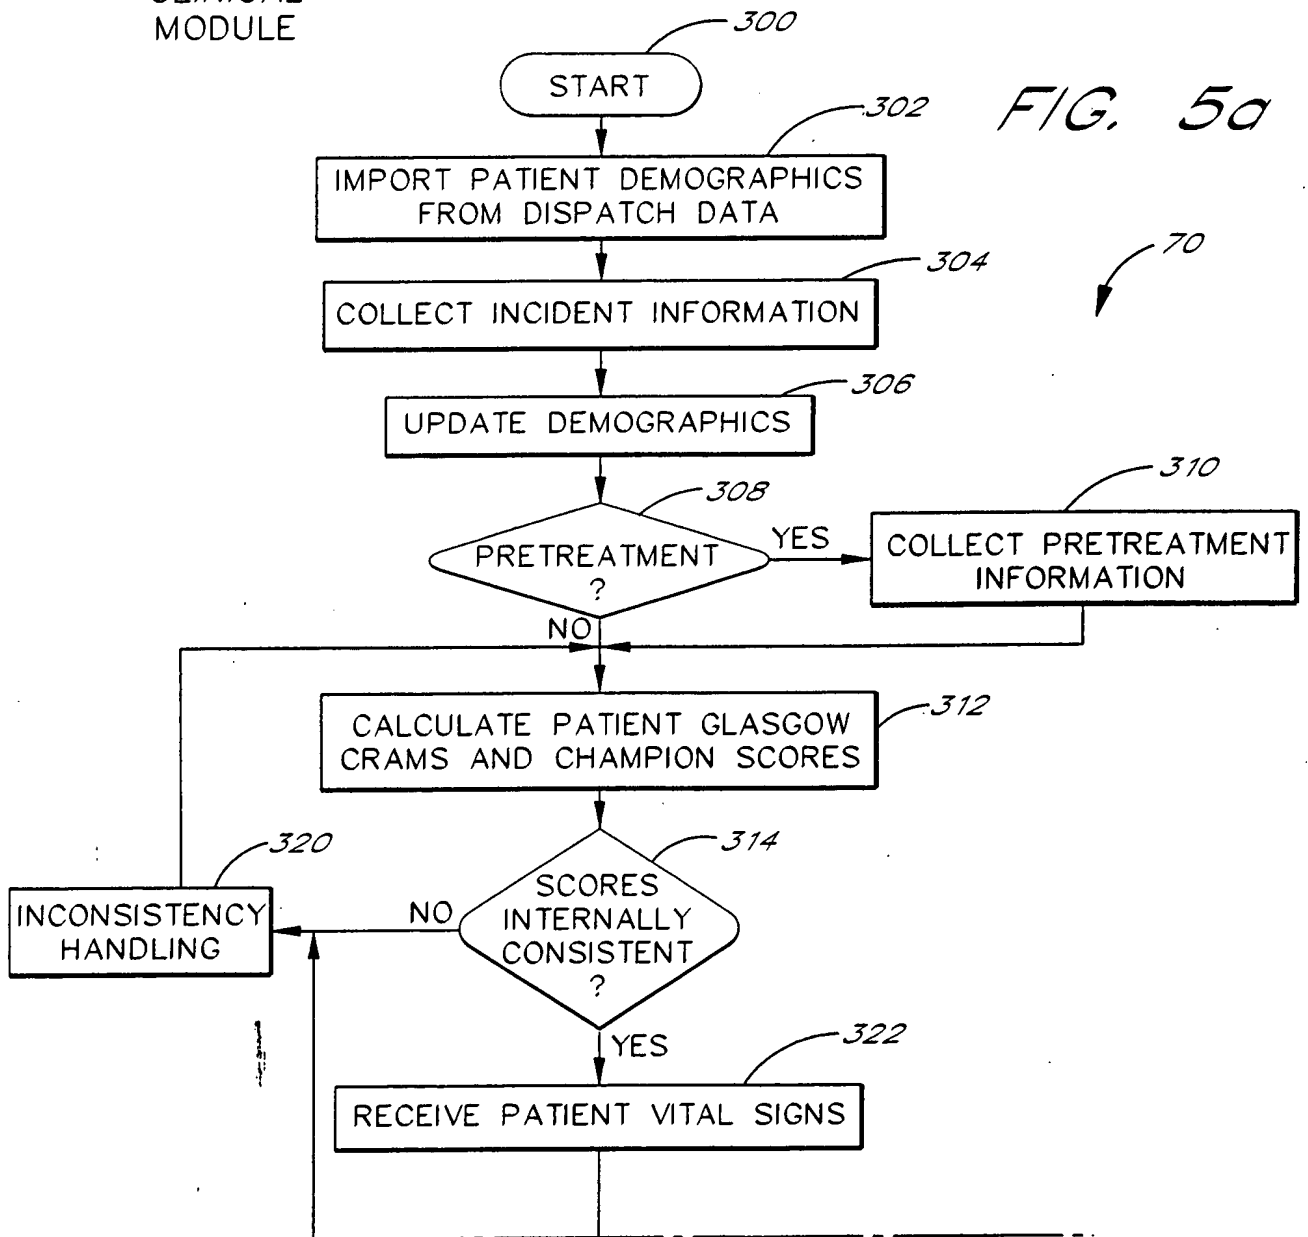 MODULE
300
START
FIG. 5a
302
IMPORT PATIENT DEMOGRAPHICS
FROM DISPATCH DATA
70
304
COLLECT INCIDENT INFORMATION
306
UPDATE DEMOGRAPHICS
308
310
PRETREATMENT
?
YES
COLLECT PRETREATMENT
INFORMATION
NO
312
CALCULATE PATIENT GLASGOW
CRAMS AND CHAMPION SCORES
314
320
SCORES
INTERNALLY
CONSISTENT
?
NO
INCONSISTENCY
HANDLING
YES
322
RECEIVE PATIENT VITAL SIGNS